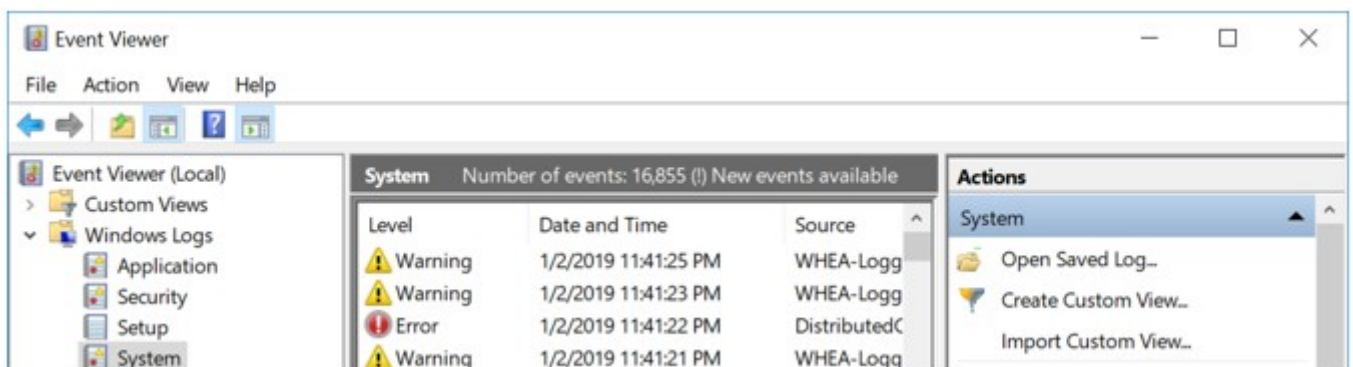 Event Viewer
File Action View Help
Event Viewer (Local)
Custom Views
Windows Logs
Application
Security
Setup
System
System Number of events: 16,855 (!) New events available
Level Date and Time Source
Warning 1/2/2019 11:41:25 PM WHEA-Logg
Warning 1/2/2019 11:41:23 PM WHEA-Logg
Error 1/2/2019 11:41:22 PM DistributedC
Warning 1/2/2019 11:41:21 PM WHEA-Logg
Actions
System
Open Saved Log...
Create Custom View...
Import Custom View...